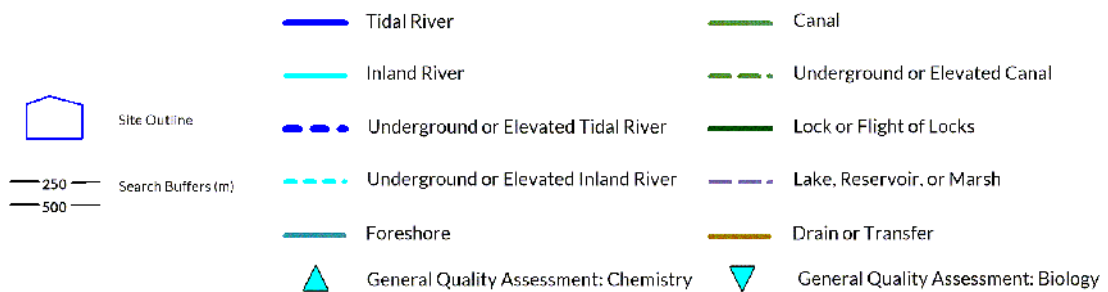 Site Outline
250
500
Search Buffers (m)
Tidal River
Inland River
Underground or Elevated Tidal River
Underground or Elevated Inland River
Foreshore
General Quality Assessment: Chemistry
Canal
Underground or Elevated Canal
Lock or Flight of Locks
Lake, Reservoir, or Marsh
Drain or Transfer
General Quality Assessment: Biology